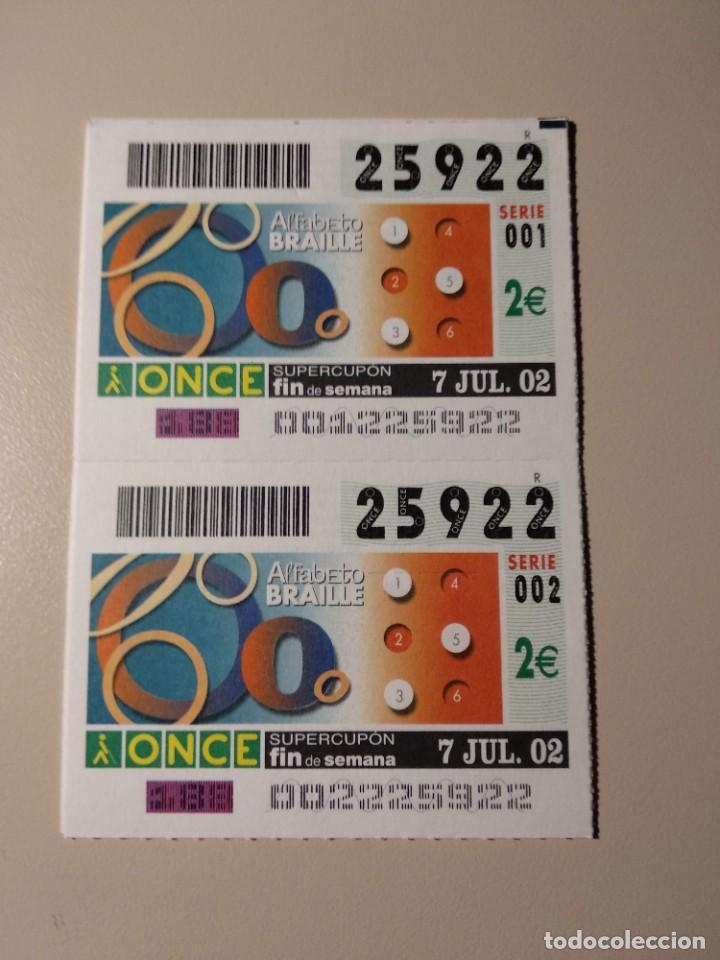 R
25922
Alfabeto
BRAILLE
1 4
2 5
3 6
SERIE
001
2€
ONCE
SUPERCUPÓN
fin de semana
7 JUL. 02
001225922
R
25922
Alfabeto
BRAILLE
1 4
2 5
3 6
SERIE
002
2€
ONCE
SUPERCUPÓN
fin de semana
7 JUL. 02
002225922
todocoleccion